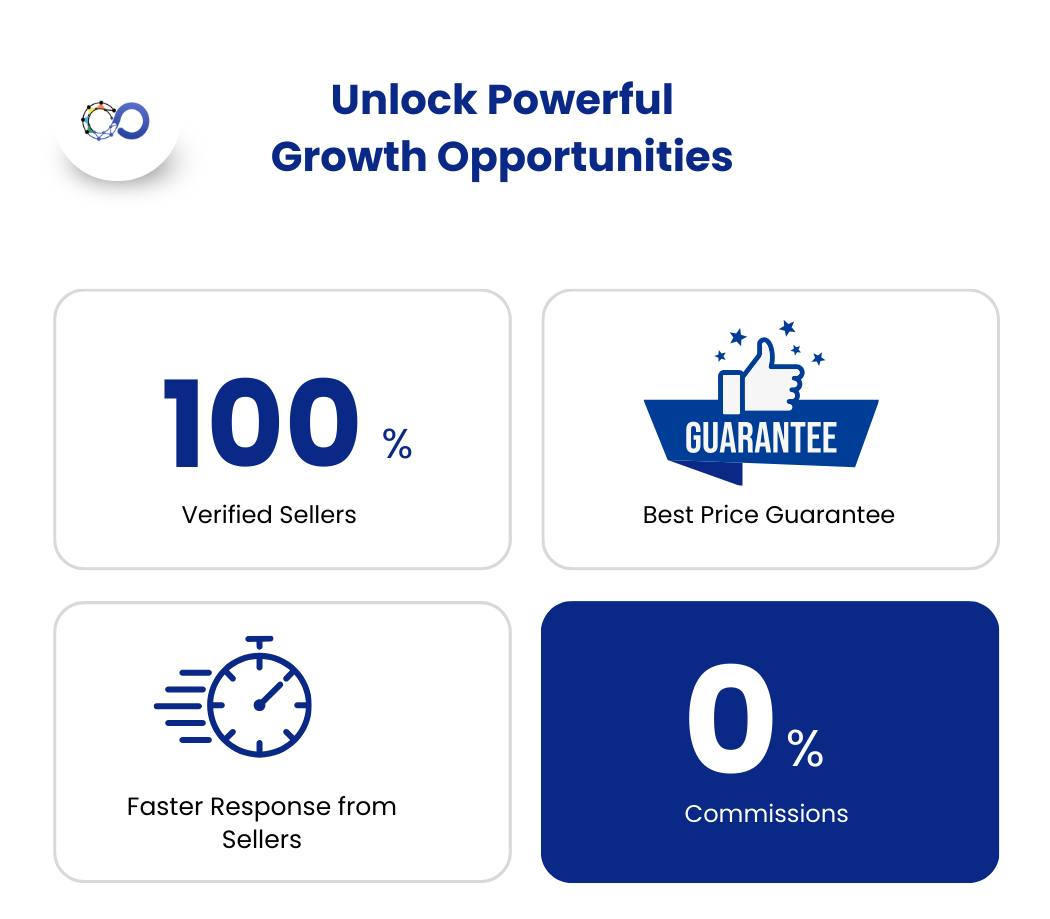 Unlock Powerful
Growth Opportunities
100 %
Verified Sellers
GUARANTEE
Best Price Guarantee
Faster Response from
Sellers
0 %
Commissions